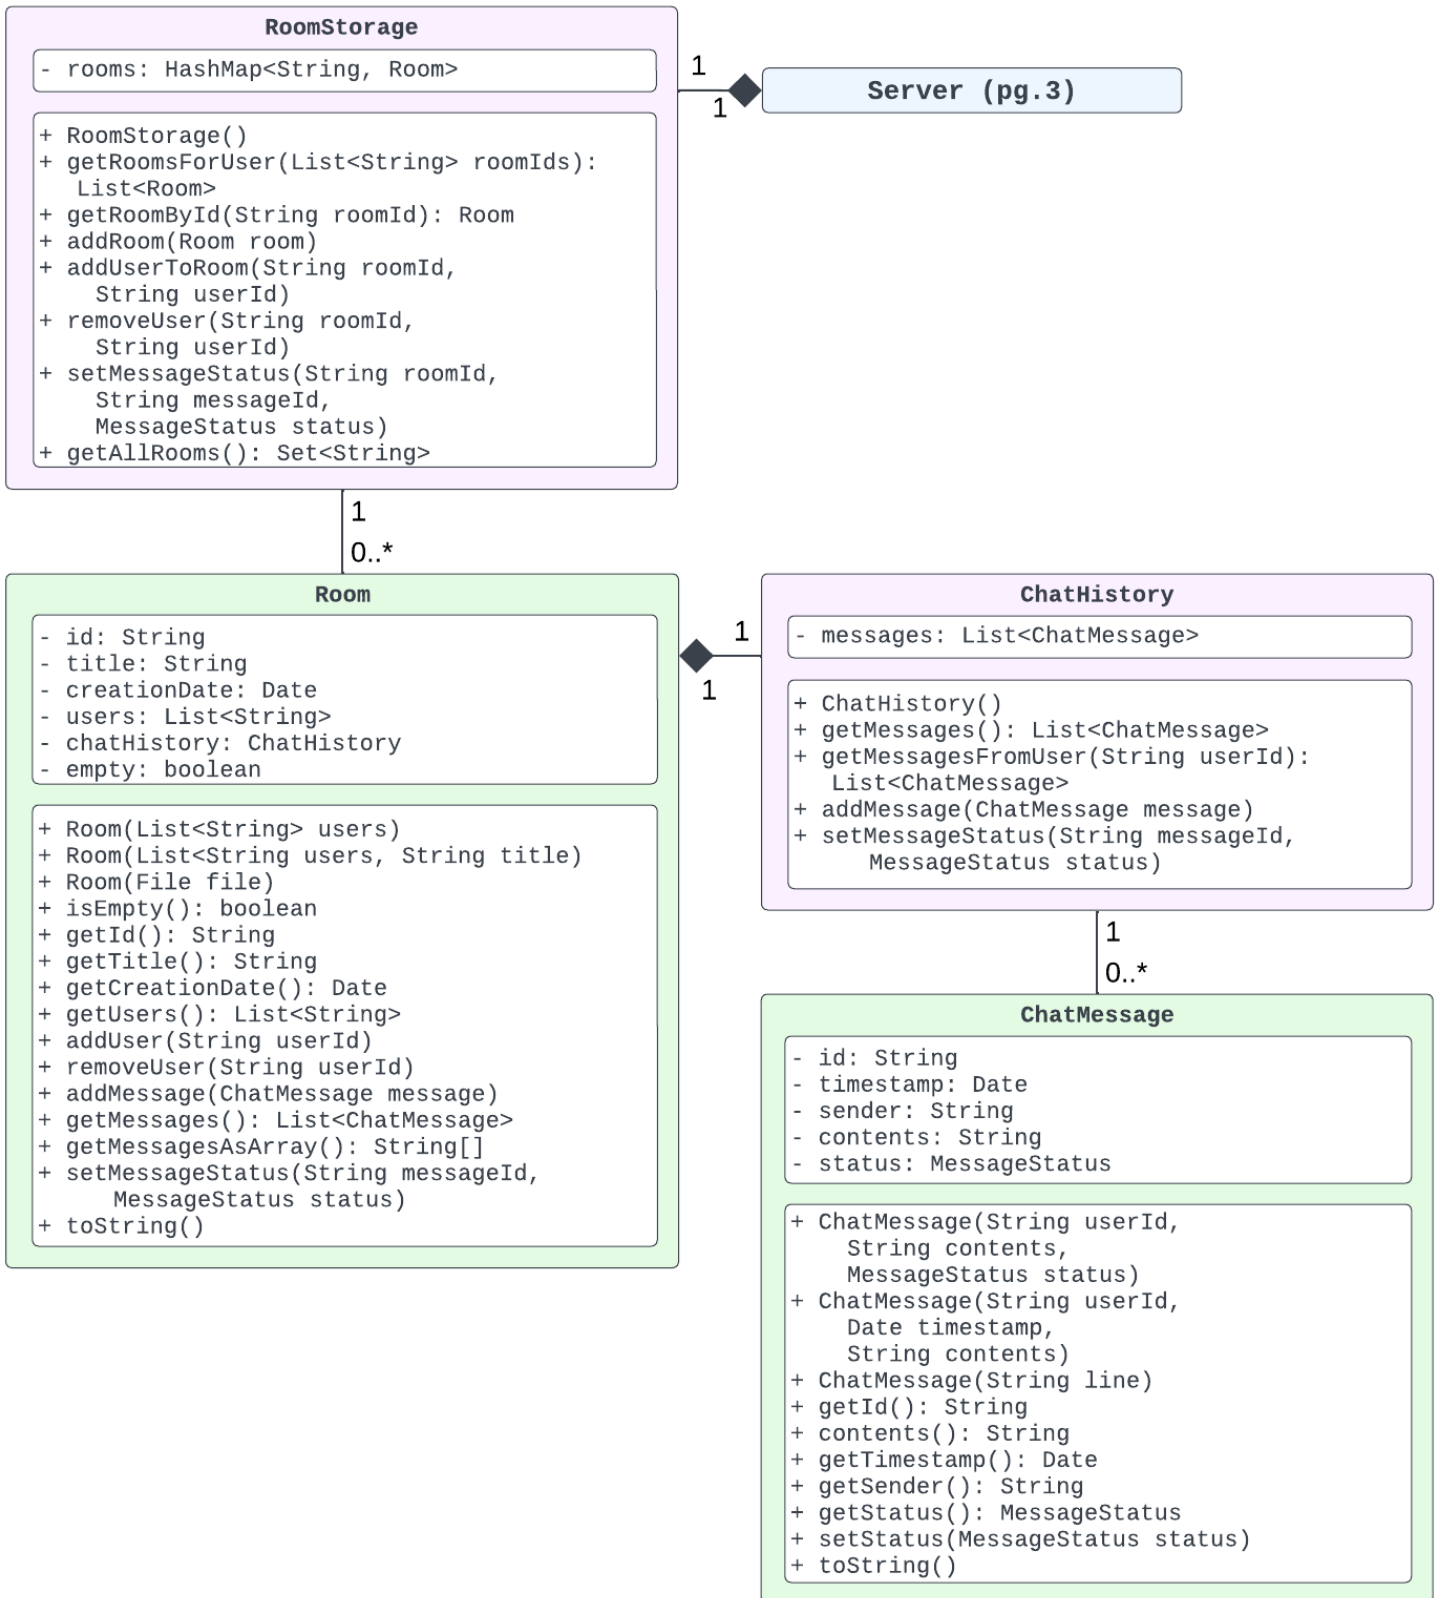 RoomStorage
- rooms: HashMap<String, Room>
+ RoomStorage()
+ getRoomsForUser(List<String> roomIds):
List<Room>
+ getRoomById(String roomId): Room
+ addRoom(Room room)
+ addUserToRoom(String roomId,
String userId)
+ removeUser(String roomId,
String userId)
+ setMessageStatus(String roomId,
String messageId,
MessageStatus status)
+ getAllRooms(): Set<String>
1
1
Server (pg.3)
1
0..*
Room
- id: String
- title: String
- creationDate: Date
- users: List<String>
- chatHistory: ChatHistory
- empty: boolean
+ Room(List<String> users)
+ Room(List<String users, String title)
+ Room(File file)
+ isEmpty(): boolean
+ getId(): String
+ getTitle(): String
+ getCreationDate(): Date
+ getUsers(): List<String>
+ addUser(String userId)
+ removeUser(String userId)
+ addMessage(ChatMessage message)
+ getMessages(): List<ChatMessage>
+ getMessagesAsArray(): String[]
+ setMessageStatus(String messageId,
MessageStatus status)
+ toString()
1
1
ChatHistory
- messages: List<ChatMessage>
+ ChatHistory()
+ getMessages(): List<ChatMessage>
+ getMessagesFromUser(String userId):
List<ChatMessage>
+ addMessage(ChatMessage message)
+ setMessageStatus(String messageId,
MessageStatus status)
1
0..*
ChatMessage
- id: String
- timestamp: Date
- sender: String
- contents: String
- status: MessageStatus
+ ChatMessage(String userId,
String contents,
MessageStatus status)
+ ChatMessage(String userId,
Date timestamp,
String contents)
+ ChatMessage(String line)
+ getId(): String
+ contents(): String
+ getTimestamp(): Date
+ getSender(): String
+ getStatus(): MessageStatus
+ setStatus(MessageStatus status)
+ toString()